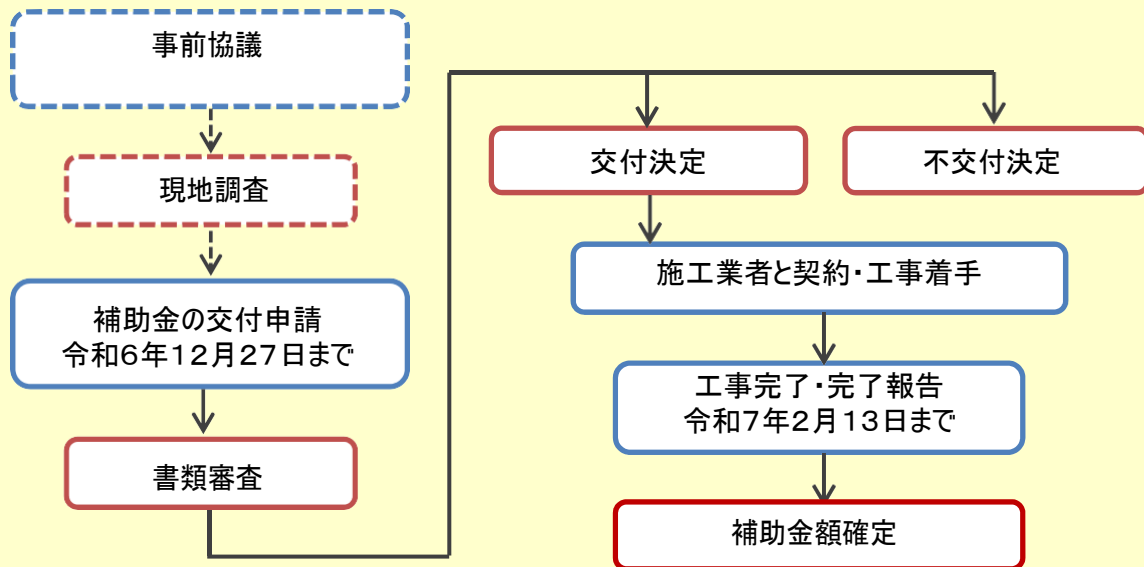 事前協議
現地調査
補助金の交付申請
令和6年12月27日まで
書類審査
交付決定
不交付決定
施工業者と契約・工事着手
工事完了・完了報告
令和7年2月13日まで
補助金額確定